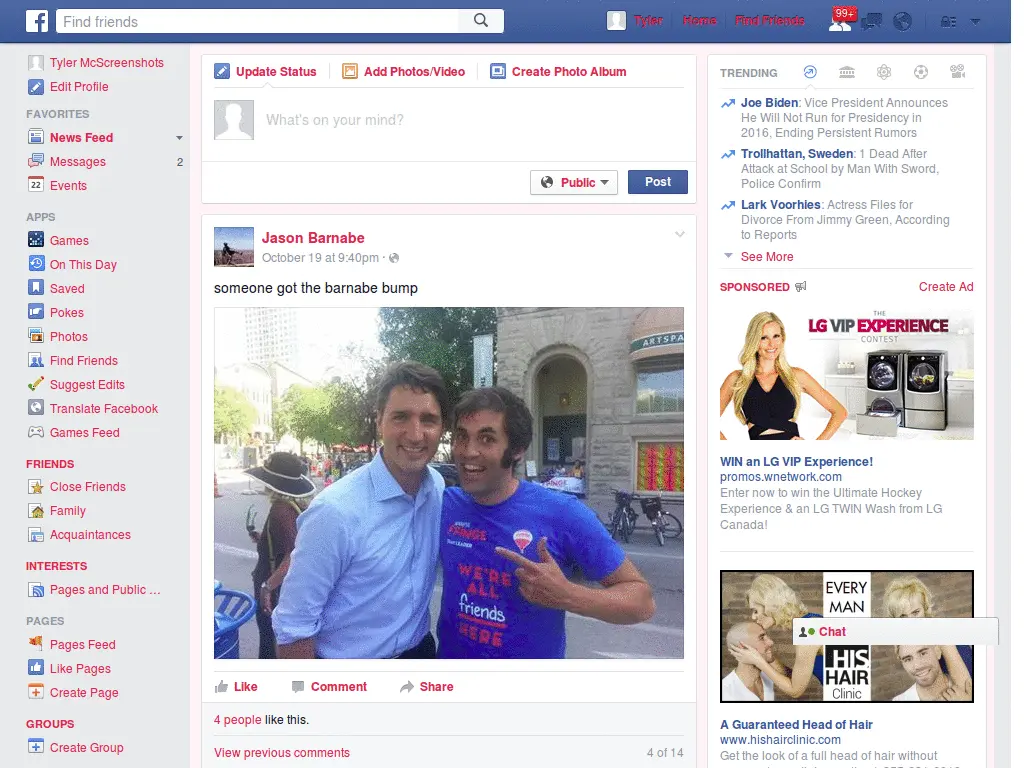 f
Find friends
Tyler
Home
Find Friends
99+
Tyler McScreenshots
Edit Profile
FAVORITES
News Feed
Messages
2
22
Events
APPS
Games
On This Day
Saved
Pokes
Photos
Find Friends
Suggest Edits
Translate Facebook
Games Feed
FRIENDS
Close Friends
Family
Acquaintances
INTERESTS
Pages and Public ...
PAGES
Pages Feed
Like Pages
Create Page
GROUPS
Create Group
Update Status
Add Photos/Video
Create Photo Album
What's on your mind?
Public
Post
Jason Barnabe
October 19 at 9:40pm ·
someone got the barnabe bump
ARTSPA
FRINGE
TEAM LEADER
WE'RE
ALL
friends
HERE
Like
Comment
Share
4 people like this.
View previous comments
4 of 14
TRENDING
Joe Biden: Vice President Announces
He Will Not Run for Presidency in
2016, Ending Persistent Rumors
Trollhattan, Sweden: 1 Dead After
Attack at School by Man With Sword,
Police Confirm
Lark Voorhies: Actress Files for
Divorce From Jimmy Green, According
to Reports
See More
SPONSORED
Create Ad
THE
LG VIP EXPERIENCE
CONTEST
WIN an LG VIP Experience!
promos.wnetwork.com
Enter now to win the Ultimate Hockey
Experience & an LG TWIN Wash from LG
Canada!
EVERY
MAN
Chat
HIS
HAIR
Clinic
A Guaranteed Head of Hair
www.hishairclinic.com
Get the look of a full head of hair without